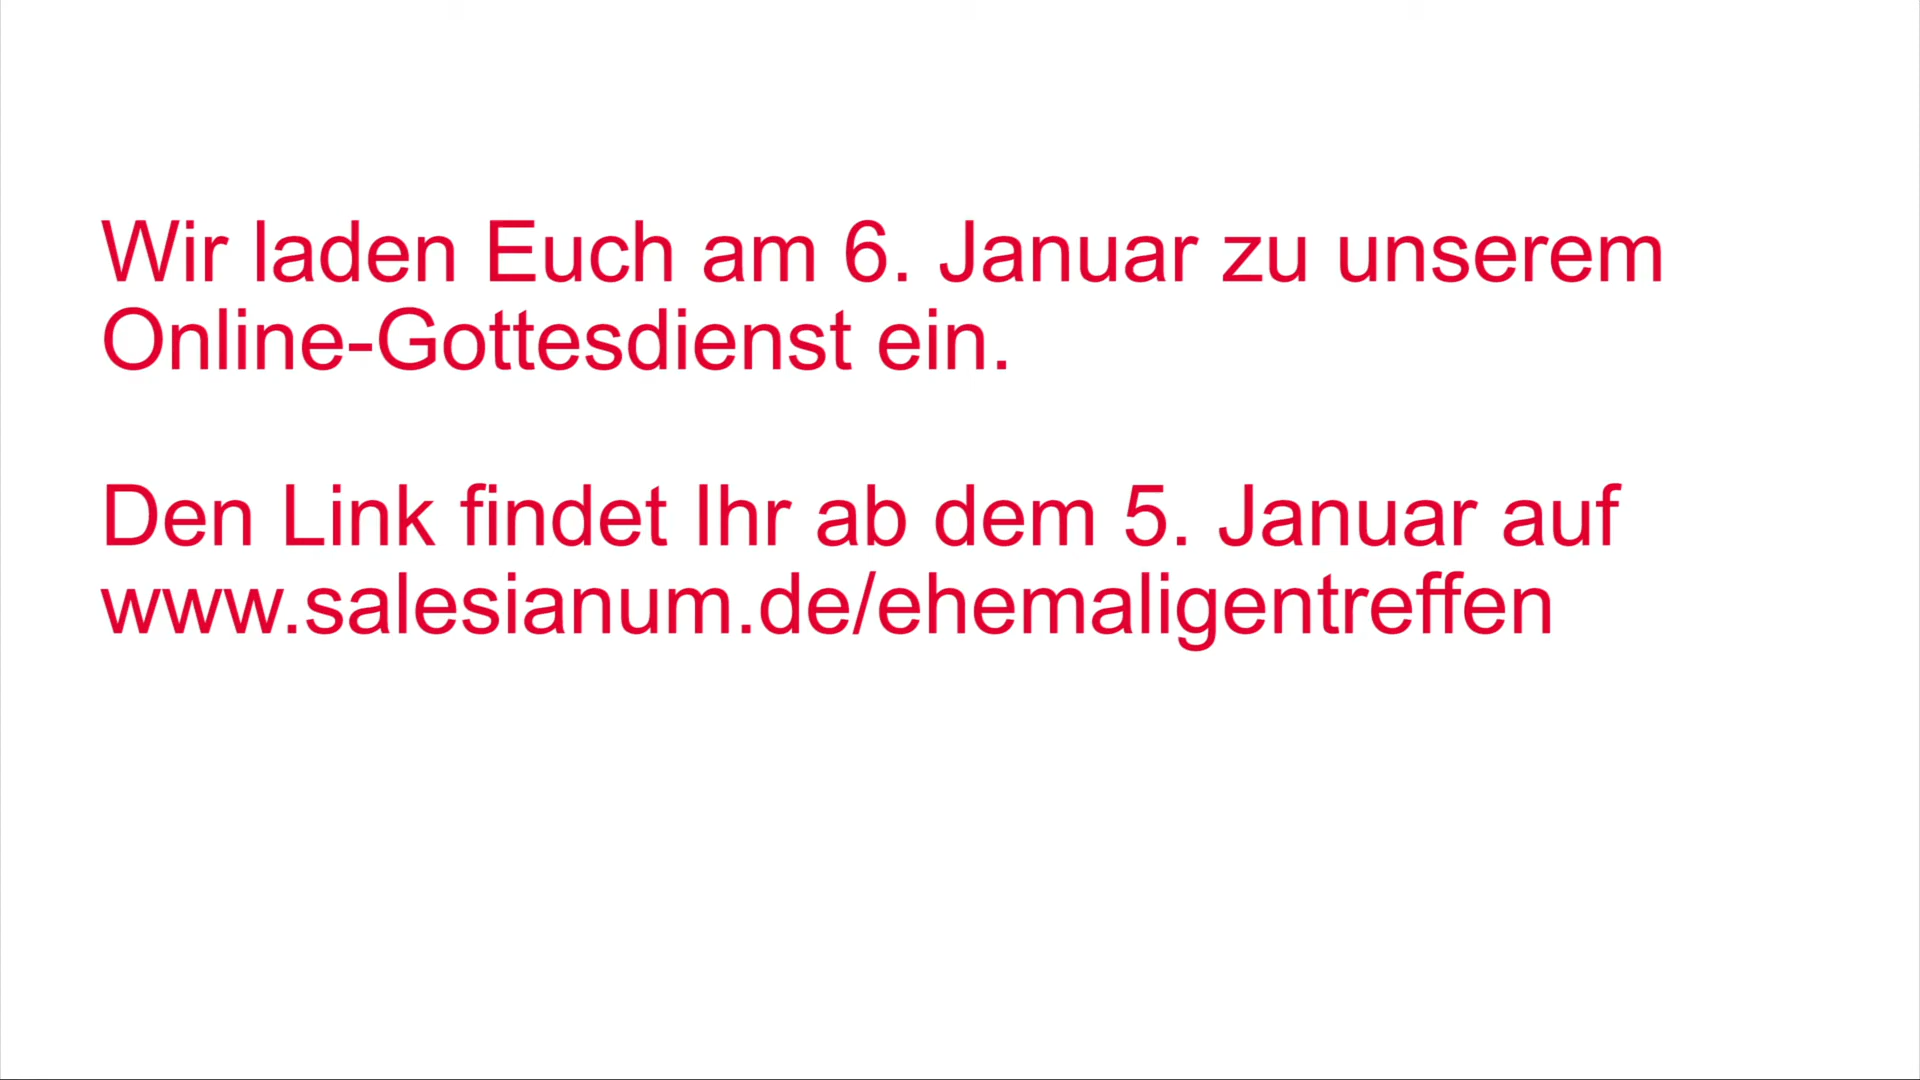 Wir laden Euch am 6. Januar zu unserem
Online-Gottesdienst ein.
Den Link findet Ihr ab dem 5. Januar auf
www.salesianum.de/ehemaligentreffen